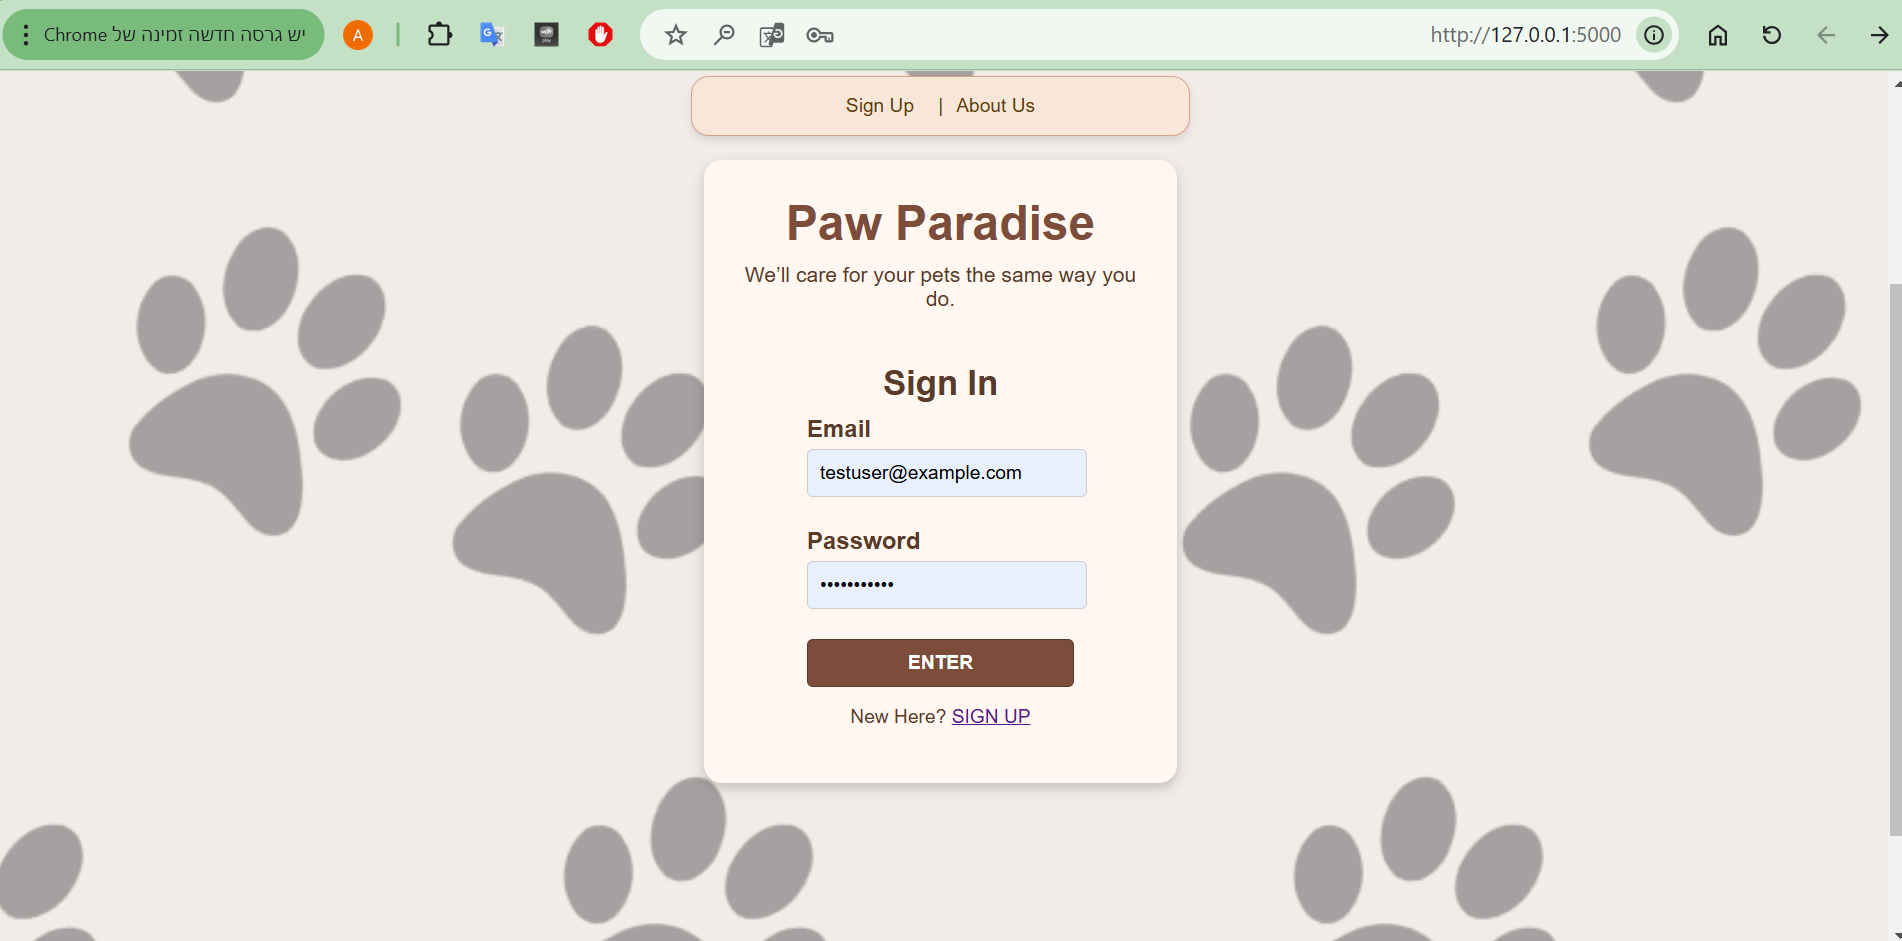 יש גרסה חדשה זמינה של Chrome
A
http://127.0.0.1:5000
Sign Up | About Us
Paw Paradise
We’ll care for your pets the same way you
do.
Sign In
Email
testuser@example.com
Password
•••••••••••
ENTER
New Here? SIGN UP